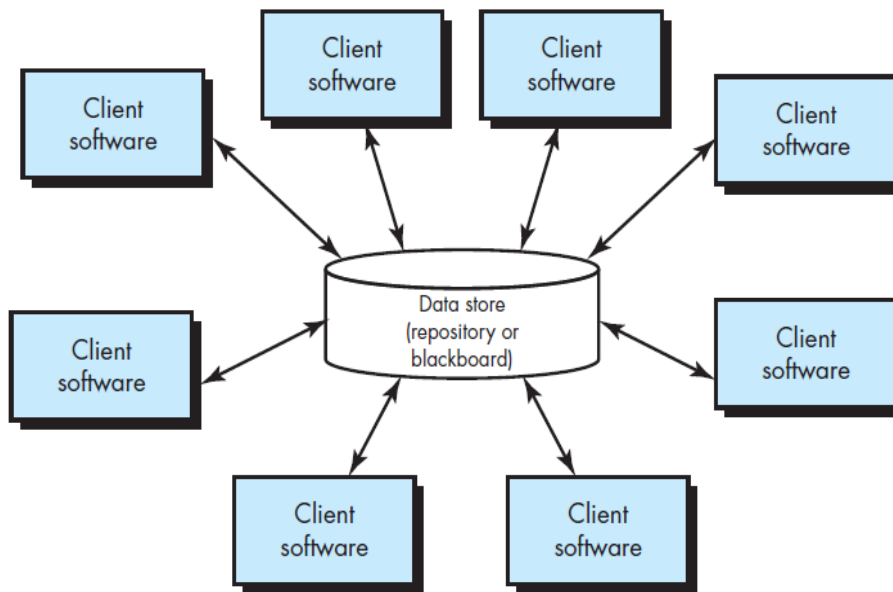 Client
software
Client
software
Client
software
Client
software
Data store
(repository or
blackboard)
Client
software
Client
software
Client
software
Client
software